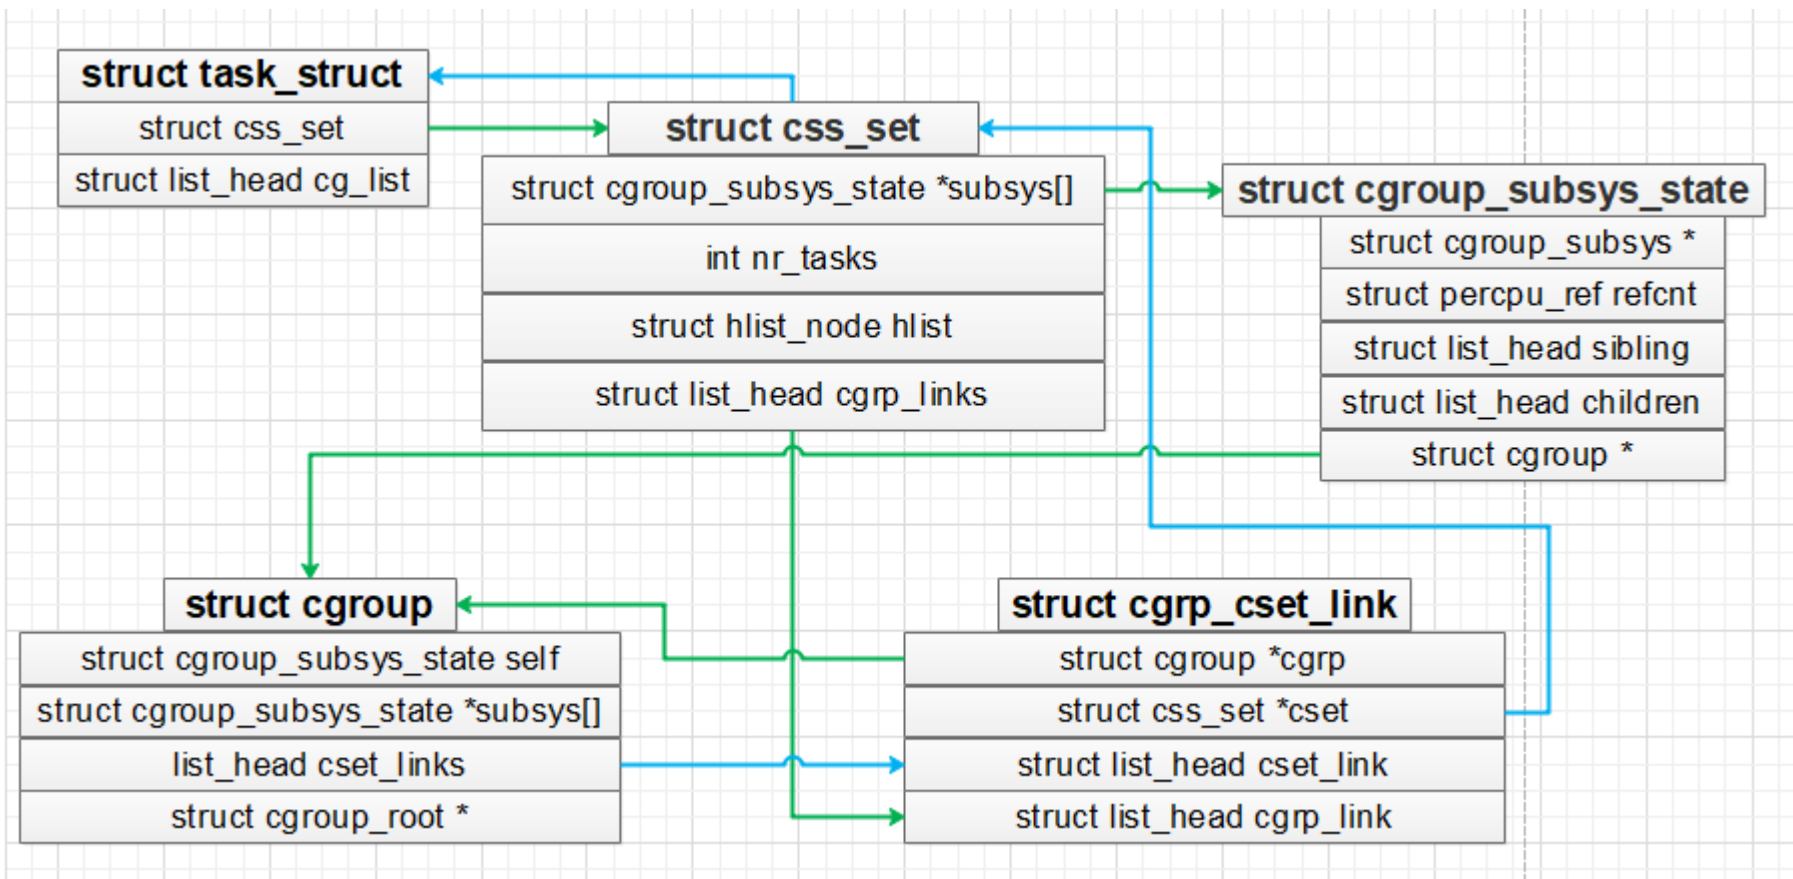 struct task_struct
struct css_set
struct list_head cg_list
struct css_set
struct cgroup_subsys_state *subsys[]
int nr_tasks
struct hlist_node hlist
struct list_head cgrp_links
struct cgroup_subsys_state
struct cgroup_subsys *
struct percpu_ref refcnt
struct list_head sibling
struct list_head children
struct cgroup *
struct cgroup
struct cgroup_subsys_state self
struct cgroup_subsys_state *subsys[]
list_head cset_links
struct cgroup_root *
struct cgrp_cset_link
struct cgroup *cgrp
struct css_set *cset
struct list_head cset_link
struct list_head cgrp_link